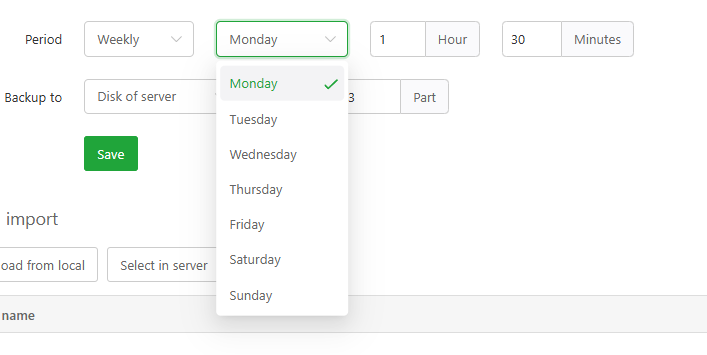 Period Weekly Monday 1 Hour 30 Minutes
Monday
Backup to Disk of server 3 Part
Tuesday
Save Wednesday
Thursday
import
Friday
oad from local Select in server Saturday
Sunday
name